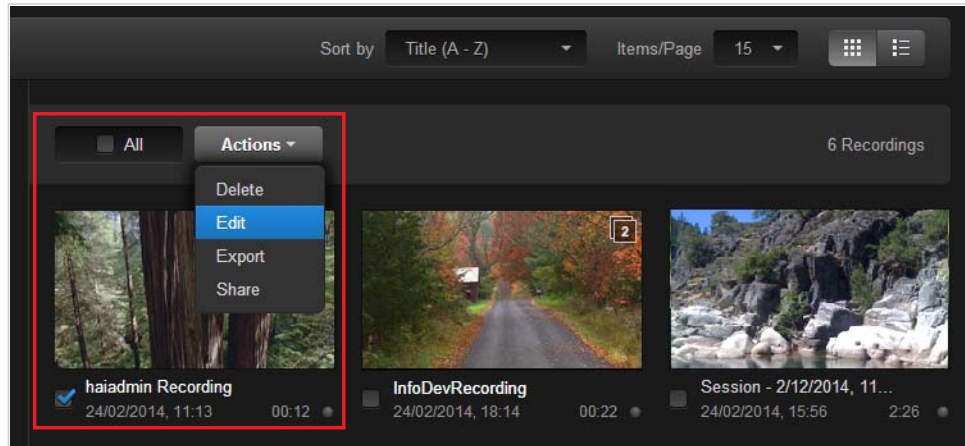 Sort by Title (A - Z) Items/Page 15
All Actions 6 Recordings
Delete
Edit
Export
Share
2
haiadmin Recording InfoDevRecording Session - 2/12/2014, 11...
24/02/2014, 11:13 00:12 24/02/2014, 18:14 00:22 24/02/2014, 15:56 2:26